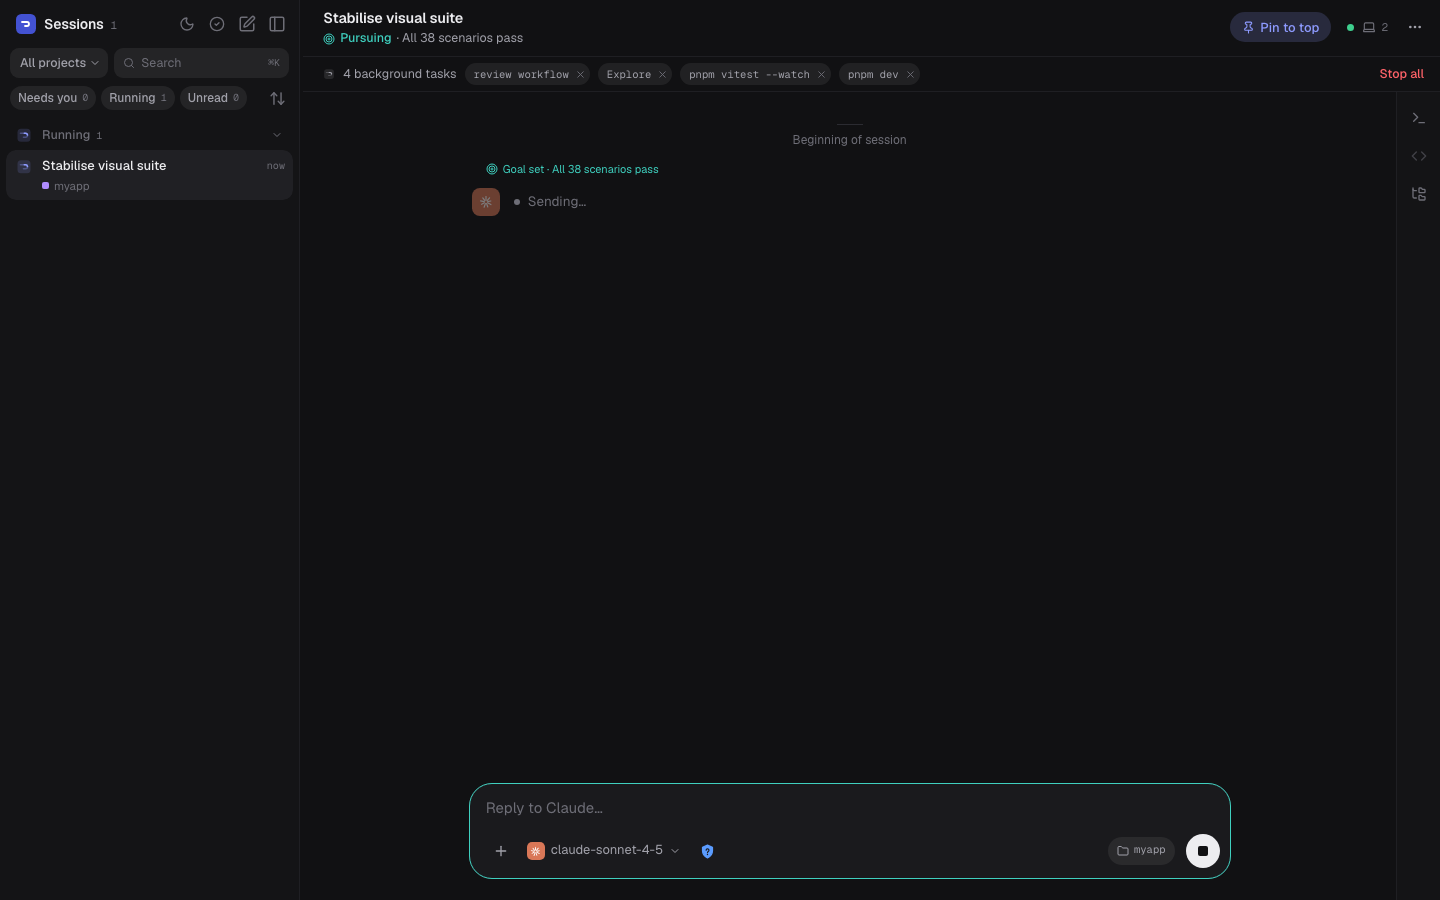 Sessions 1
All projects
Search ⌘K
Needs you 0
Running 1
Unread 0
Running 1
Stabilise visual suite now
myapp
Stabilise visual suite
Pursuing · All 38 scenarios pass
Pin to top
2
4 background tasks
review workflow
Explore
pnpm vitest --watch
pnpm dev
Stop all
Beginning of session
Goal set · All 38 scenarios pass
Sending…
Reply to Claude…
claude-sonnet-4-5
myapp